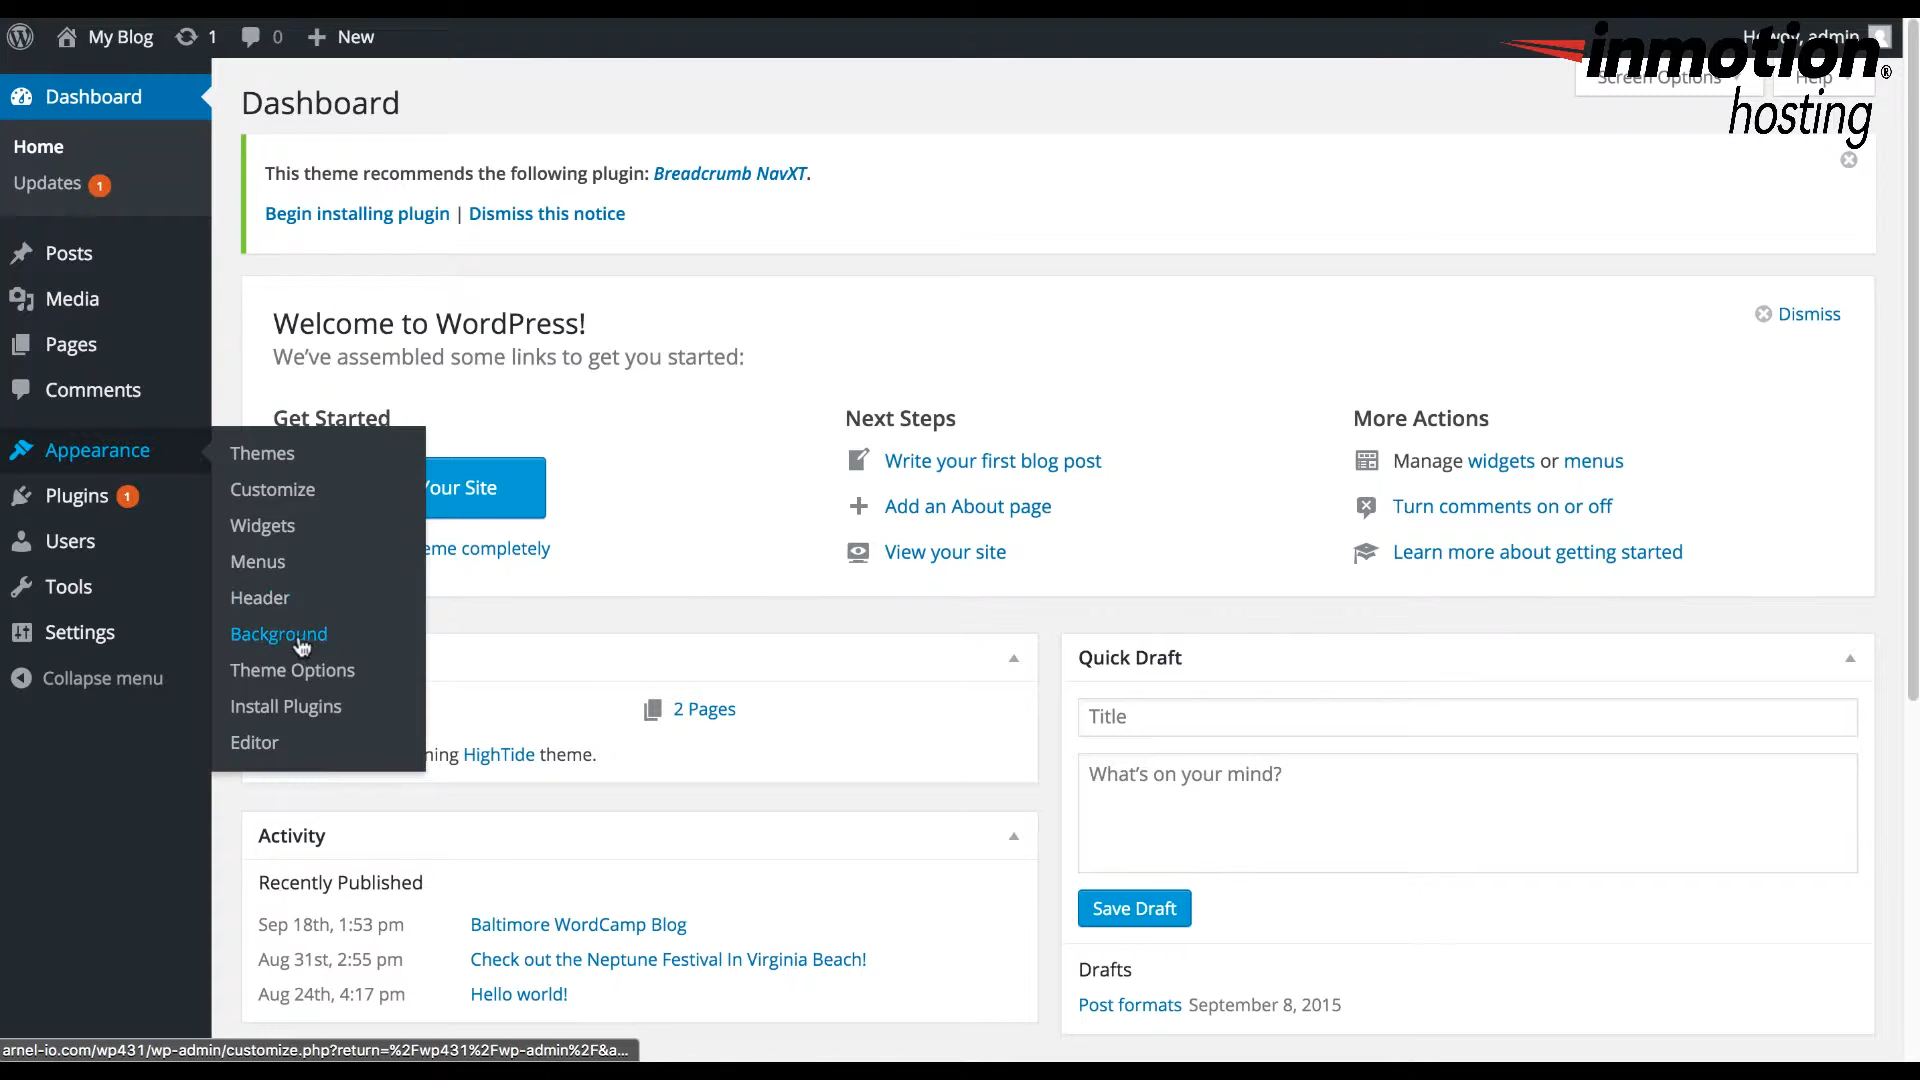 My Blog 1 0 New
Howdy, admin
inmotion®
hosting
Screen Options Help
Dashboard
Home
Updates 1
Posts
Media
Pages
Comments
Appearance
Plugins 1
Users
Tools
Settings
Collapse menu
Themes
Customize
Widgets
Menus
Header
Background
Theme Options
Install Plugins
Editor
Dashboard
This theme recommends the following plugin: Breadcrumb NavXT.
Begin installing plugin | Dismiss this notice
Welcome to WordPress!
Dismiss
We've assembled some links to get you started:
Get Started
Your Site
eme completely
Next Steps
Write your first blog post
Add an About page
View your site
More Actions
Manage widgets or menus
Turn comments on or off
Learn more about getting started
2 Pages
ning HighTide theme.
Activity
Recently Published
Sep 18th, 1:53 pm Baltimore WordCamp Blog
Aug 31st, 2:55 pm Check out the Neptune Festival In Virginia Beach!
Aug 24th, 4:17 pm Hello world!
Quick Draft
Title
What's on your mind?
Save Draft
Drafts
Post formats September 8, 2015
arnel-io.com/wp431/wp-admin/customize.php?return=%2Fwp431%2Fwp-admin%2F&a...